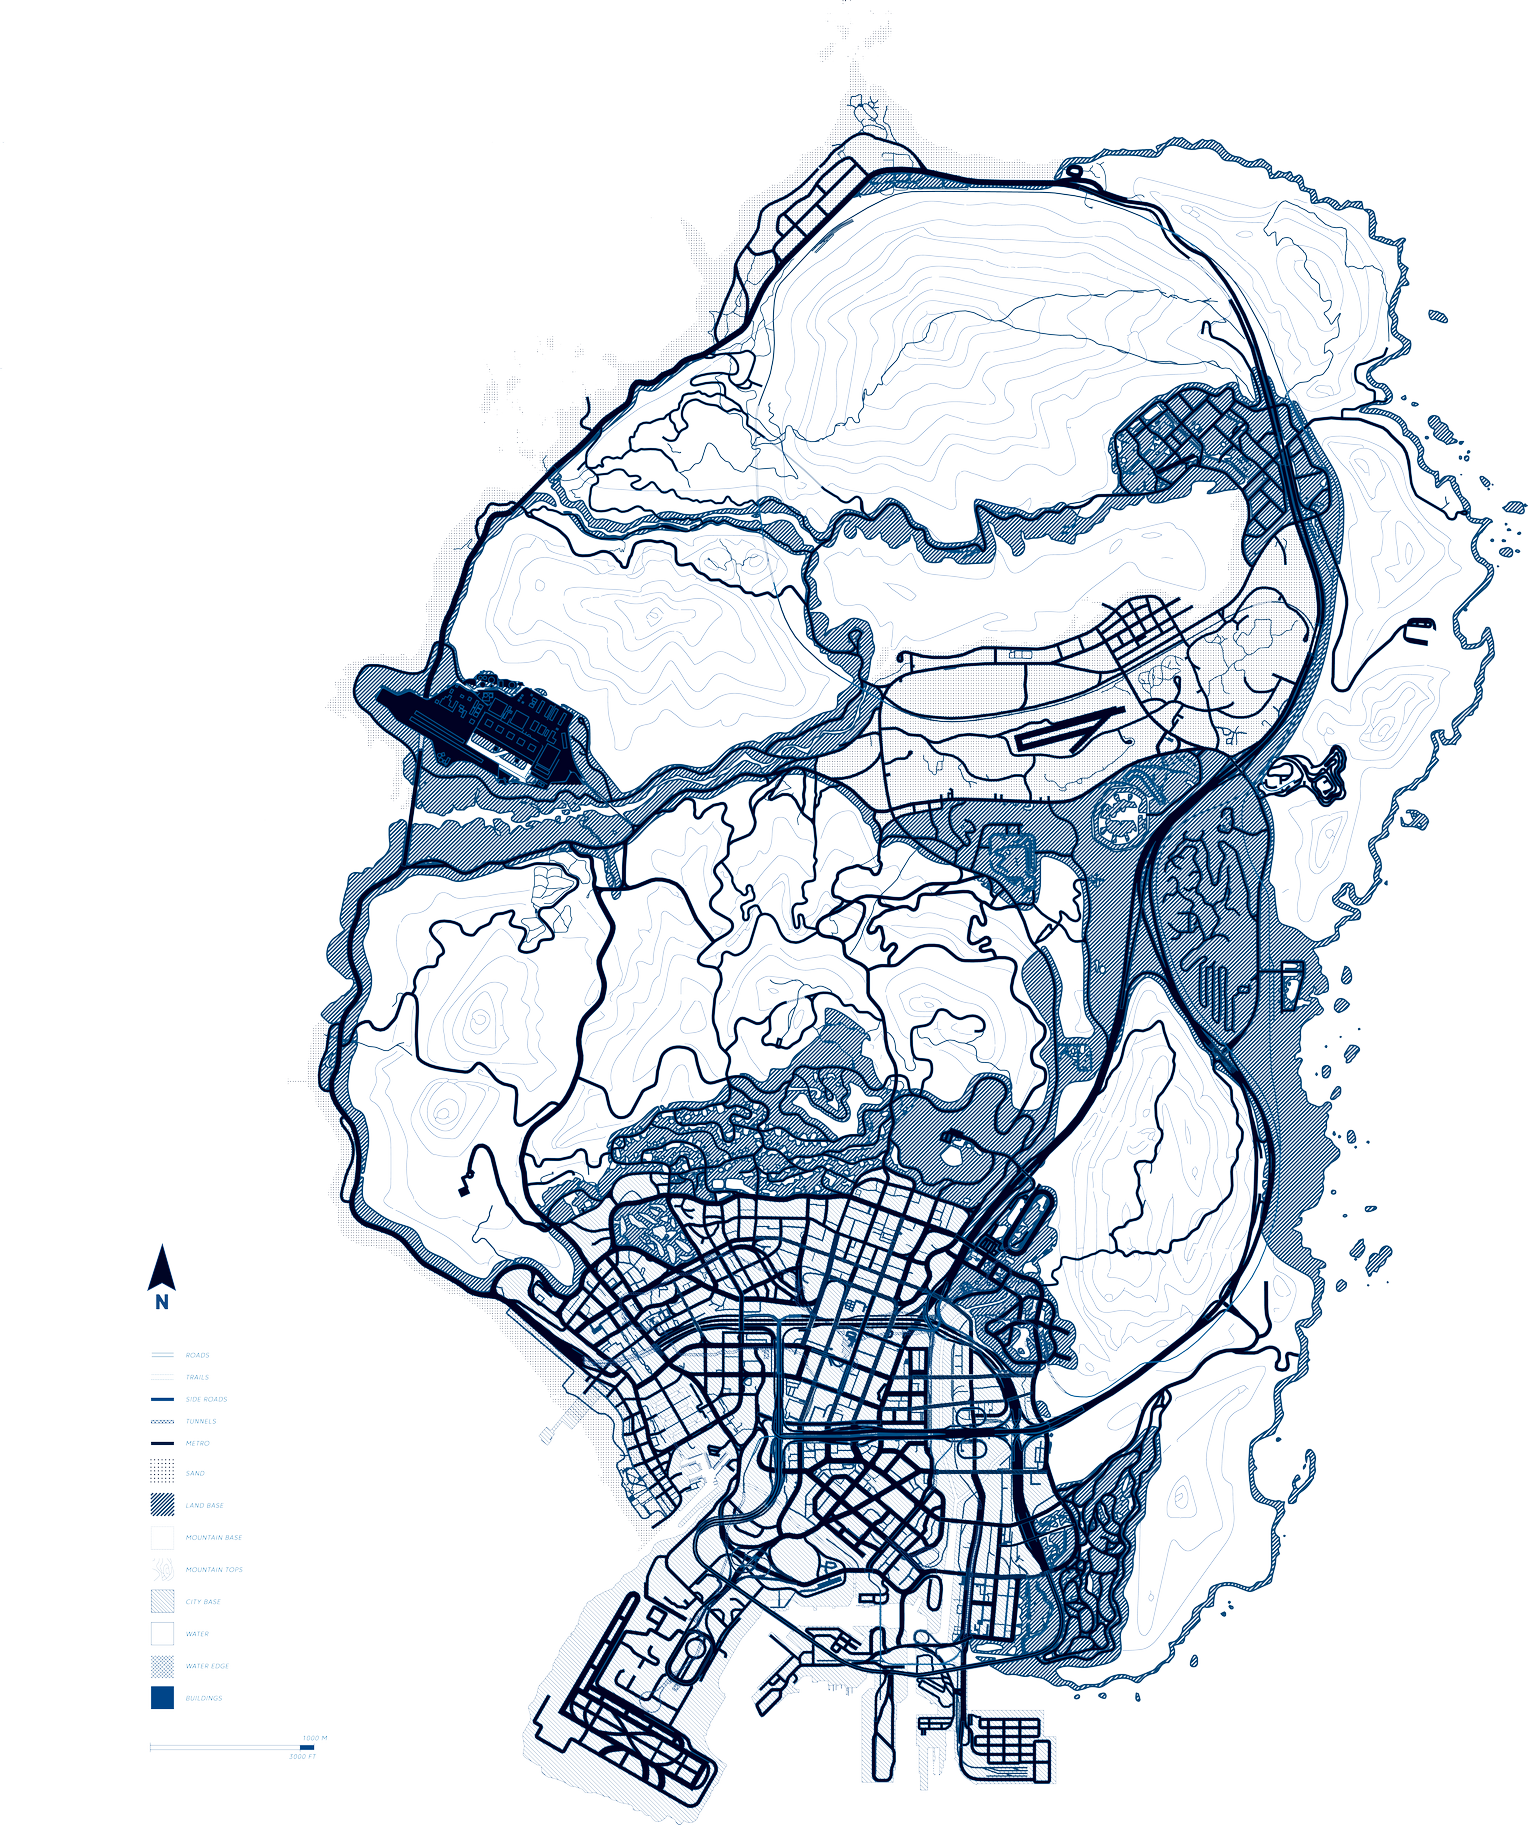 N
ROADS
TRAILS
SIDE ROADS
TUNNELS
METRO
SAND
LAND BASE
MOUNTAIN BASE
MOUNTAIN TOPS
CITY BASE
WATER
WATER EDGE
BUILDINGS
1000 M
3000 FT